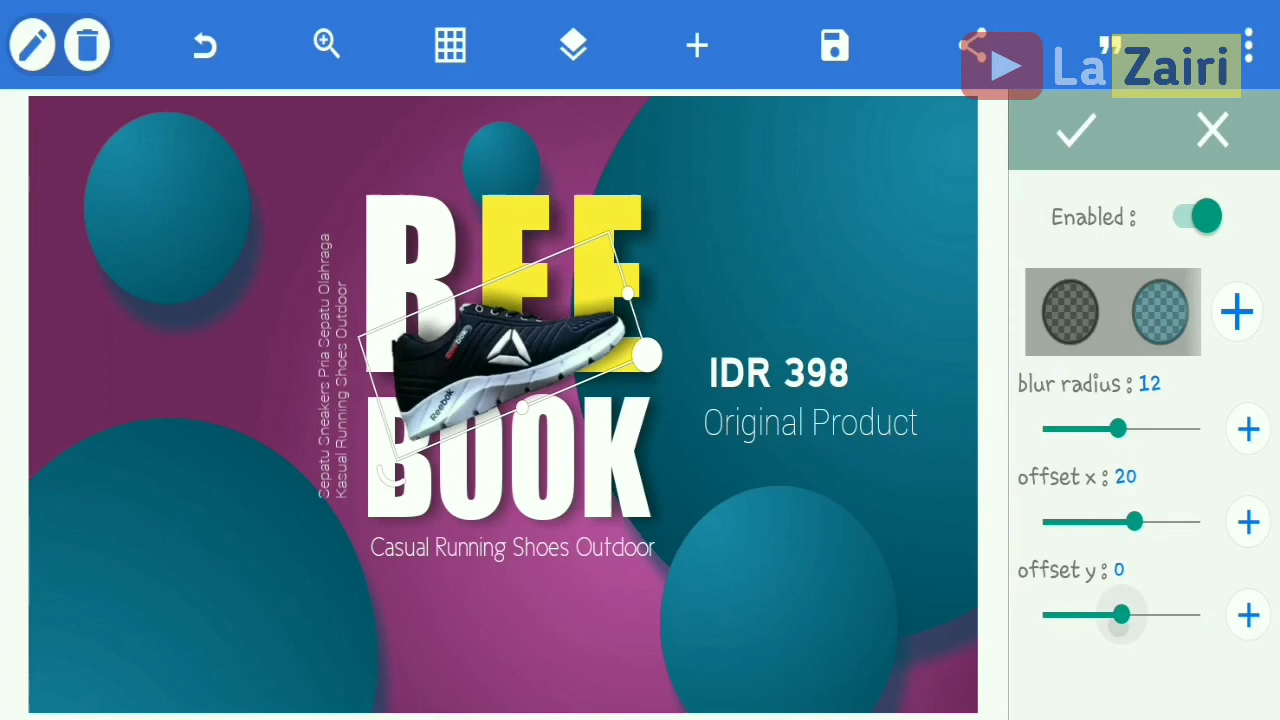 La Zairi
Enabled :
blur radius : 12
offset x : 20
offset y : 0
REE
BOOK
Casual Running Shoes Outdoor
Sepatu Sneakers Pria Sepatu Olahraga
Kasual Running Shoes Outdoor
IDR 398
Original Product
Reebok
Reebok